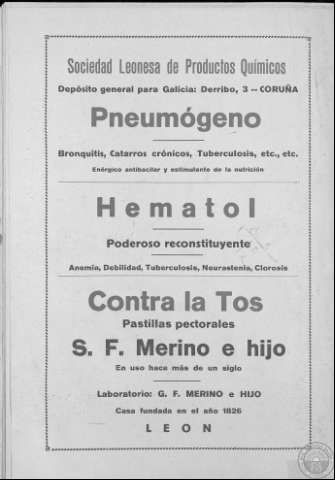 Sociedad Leonesa de Productos Químicos
Depósito general para Galicia: Derribo, 3 -- CORUÑA
Pneumógeno
Bronquitis, Catarros crónicos, Tuberculosis, etc., etc.
Enérgico antibacilar y estimulante de la nutrición
Hematol
Poderoso reconstituyente
Anemia, Debilidad, Tuberculosis, Neurastenia, Clorosis
Contra la Tos
Pastillas pectorales
S. F. Merino e hijo
En uso hace más de un siglo
Laboratorio: G. F. MERINO e HIJO
Casa fundada en el año 1826
LEON